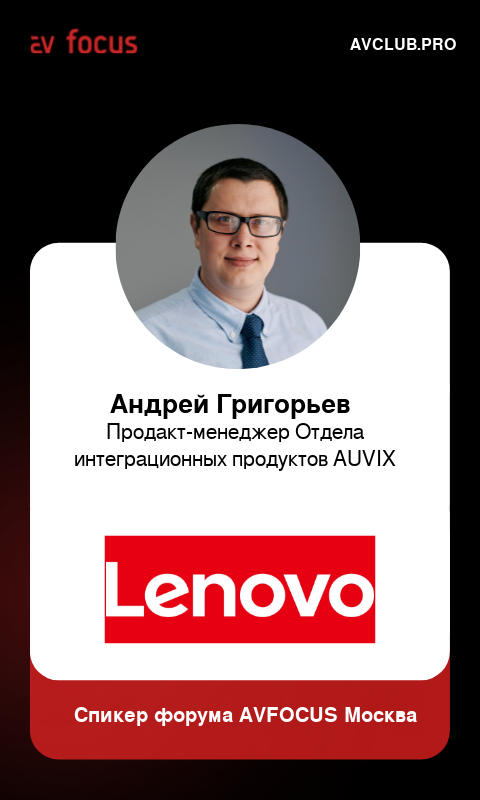 av focus
AVCLUB.PRO
Андрей Григорьев
Продакт-менеджер Отдела
интеграционных продуктов AUVIX
Lenovo
Спикер форума AVFOCUS Москва